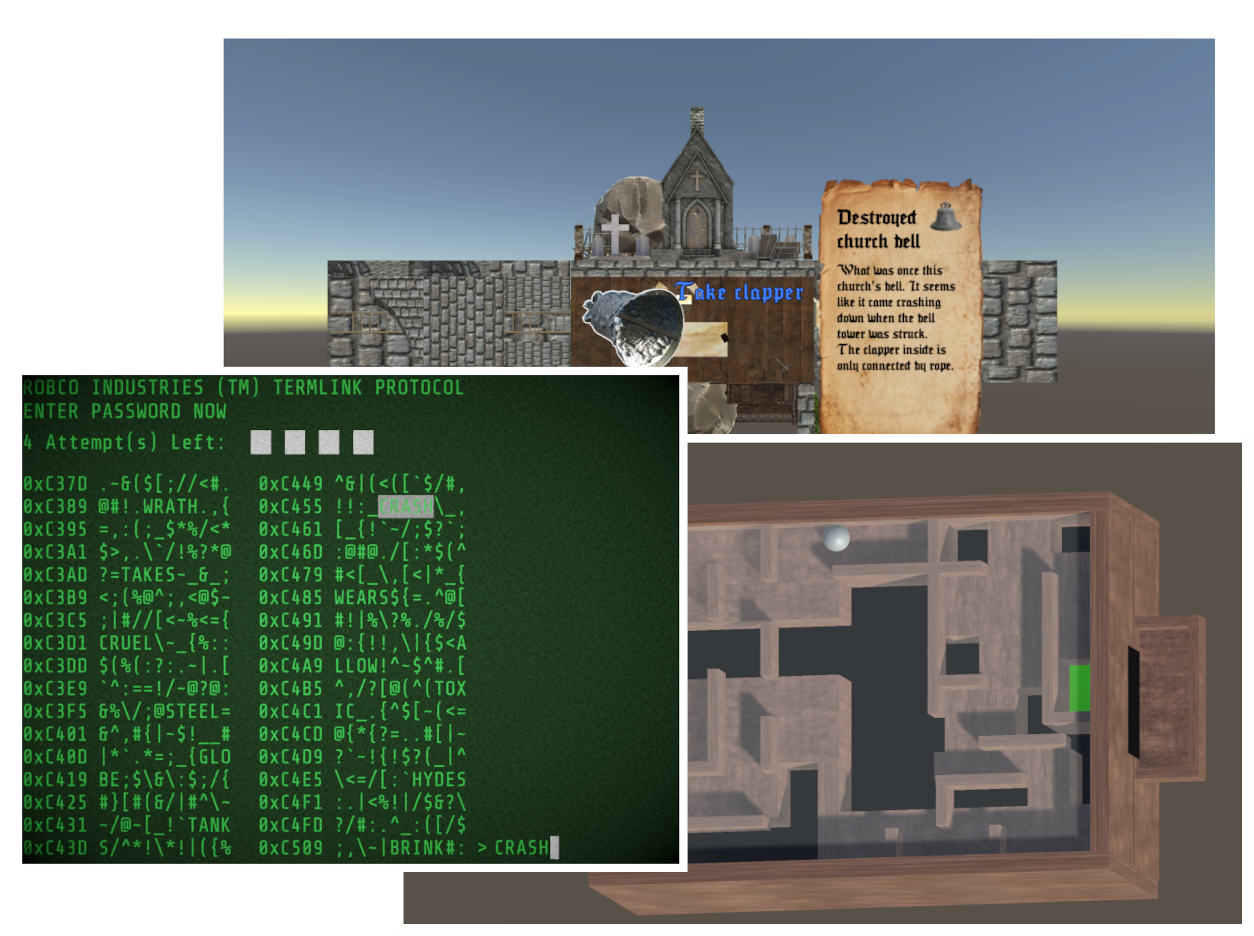 Take clapper
Destroyed
church bell
What was once this
church's bell. It seems
like it came crashing
down when the bell
tower was struck.
The clapper inside is
only connected by rope.
ROBCO INDUSTRIES (TM) TERMLINK PROTOCOL
ENTER PASSWORD NOW
4 Attempt(s) Left:
0xC37D .~&($[;//<#. 0xC449 ^&|(<([`$/#,
0xC389 @#!.WRATH.,{ 0xC455 !!:_CRASH\_,
0xC395 =,:(;_$*%/<* 0xC461 [_{!`~/;$?`;
0xC3A1 $>,.\`/!%?*@ 0xC46D :@#@./[:*$(^
0xC3AD ?=TAKES~_&_; 0xC479 #<[_\,[<|*_{
0xC3B9 <;(%@^;,<@$~ 0xC485 WEARS${=.^@[
0xC3C5 ;|#//[<~%<={ 0xC491 #!|%\?%./%/$
0xC3D1 CRUEL\~_{%:: 0xC49D @:{!!,\|{$<A
0xC3DD $(%(:?:.~|.[ 0xC4A9 LLOW!^~$^#.[
0xC3E9 `^:==!/~@?@: 0xC4B5 ^,/?[@(^(TOX
0xC3F5 &%\/;@STEEL= 0xC4C1 IC_.{^$[~(<=
0xC401 &^,#{|~$!__# 0xC4CD @{*{?=..#[|~
0xC40D |*`.*=;_{GLO 0xC4D9 ?`~!{!$?(_|^
0xC419 BE;$\&\:$;/{ 0xC4E5 \<=/[:`HYDES
0xC425 #}[#(&/|#^\~ 0xC4F1 :.|<%!|/$&?\
0xC431 ~/@~[_!`TANK 0xC4FD ?/#:.^_:([/$
0xC43D S/^*!\*!|({% 0xC509 ;,\~|BRINK#: >CRASH